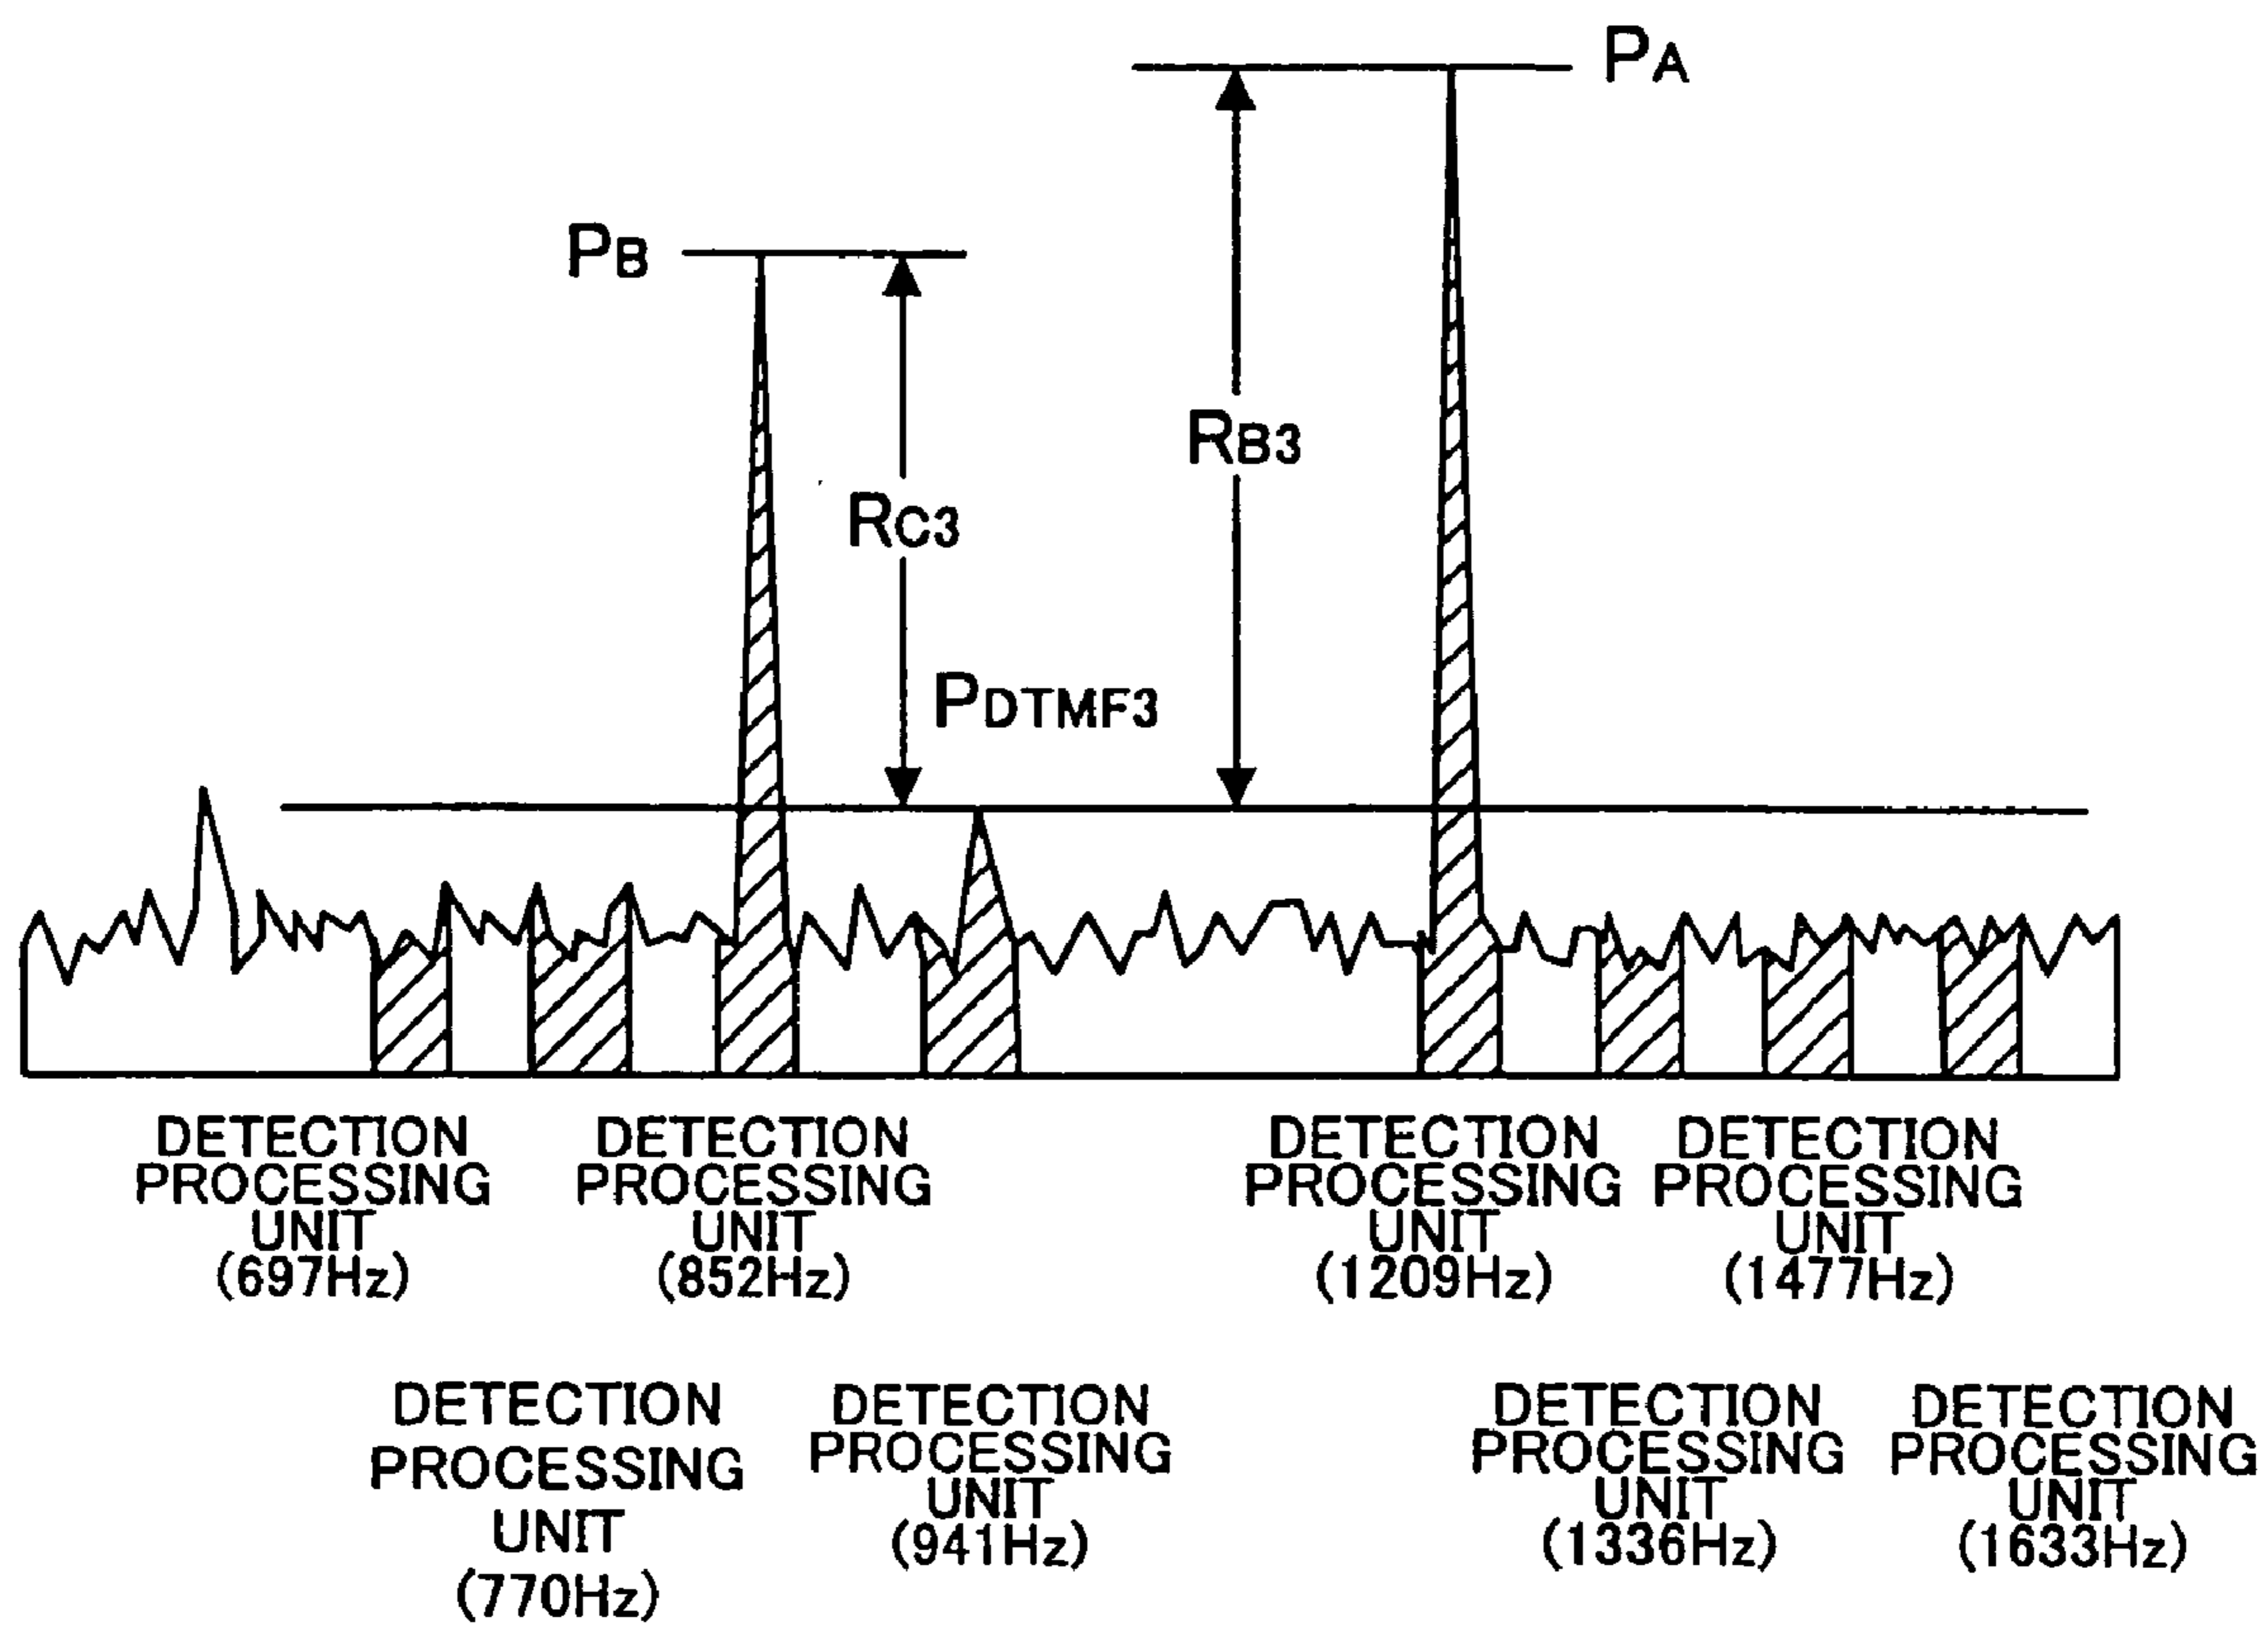 PA
PB
RB3
RC3
PDTMF3
DETECTION
PROCESSING
UNIT
(697Hz)
DETECTION
PROCESSING
UNIT
(852Hz)
DETECTION
PROCESSING
UNIT
(1209Hz)
DETECTION
PROCESSING
UNIT
(1477Hz)
DETECTION
PROCESSING
UNIT
(770Hz)
DETECTION
PROCESSING
UNIT
(941Hz)
DETECTION
PROCESSING
UNIT
(1336Hz)
DETECTION
PROCESSING
UNIT
(1633Hz)